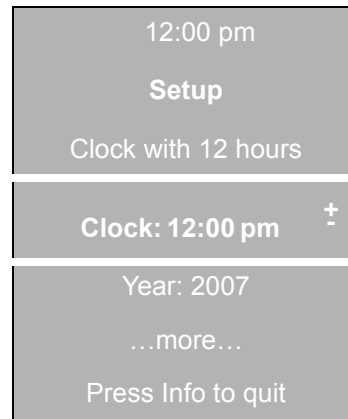 12:00 pm
Setup
Clock with 12 hours
Clock: 12:00 pm +
-
Year: 2007
…more…
Press Info to quit